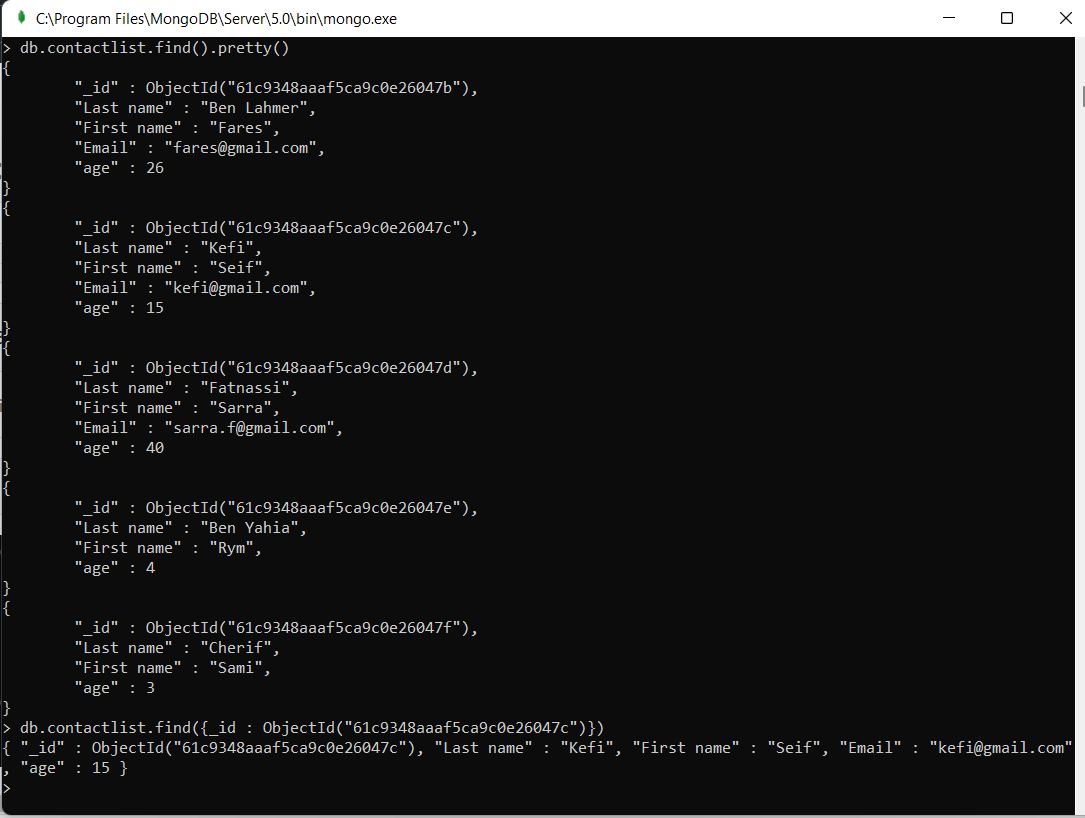 C:\Program Files\MongoDB\Server\5.0\bin\mongo.exe
> db.contactlist.find().pretty()
{
        "_id" : ObjectId("61c9348aaaf5ca9c0e26047b"),
        "Last name" : "Ben Lahmer",
        "First name" : "Fares",
        "Email" : "fares@gmail.com",
        "age" : 26
}
{
        "_id" : ObjectId("61c9348aaaf5ca9c0e26047c"),
        "Last name" : "Kefi",
        "First name" : "Seif",
        "Email" : "kefi@gmail.com",
        "age" : 15
}
{
        "_id" : ObjectId("61c9348aaaf5ca9c0e26047d"),
        "Last name" : "Fatnassi",
        "First name" : "Sarra",
        "Email" : "sarra.f@gmail.com",
        "age" : 40
}
{
        "_id" : ObjectId("61c9348aaaf5ca9c0e26047e"),
        "Last name" : "Ben Yahia",
        "First name" : "Rym",
        "age" : 4
}
{
        "_id" : ObjectId("61c9348aaaf5ca9c0e26047f"),
        "Last name" : "Cherif",
        "First name" : "Sami",
        "age" : 3
}
> db.contactlist.find({_id : ObjectId("61c9348aaaf5ca9c0e26047c")})
{ "_id" : ObjectId("61c9348aaaf5ca9c0e26047c"), "Last name" : "Kefi", "First name" : "Seif", "Email" : "kefi@gmail.com"
, "age" : 15 }
>